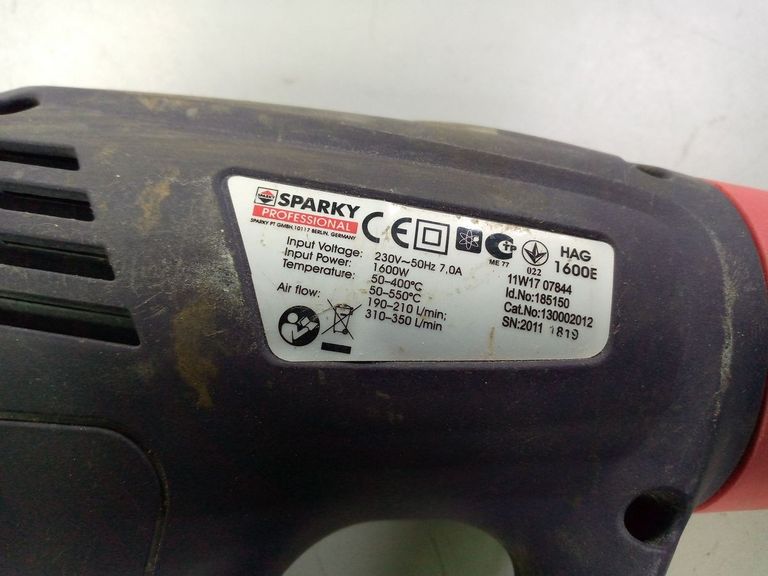 SPARKY
PROFESSIONAL
SPARKY PT GMBH, 10117 BERLIN, GERMANY
Input Voltage: 230V~50Hz 7.0A
Input Power: 1600W
Temperature: 50-400°C
50-550°C
Air flow: 190-210 L/min;
310-350 L/min
CE
ME 77
022
HAG
1600E
11W17 07844
Id.No:185150
Cat.No:130002012
SN:2011 1819